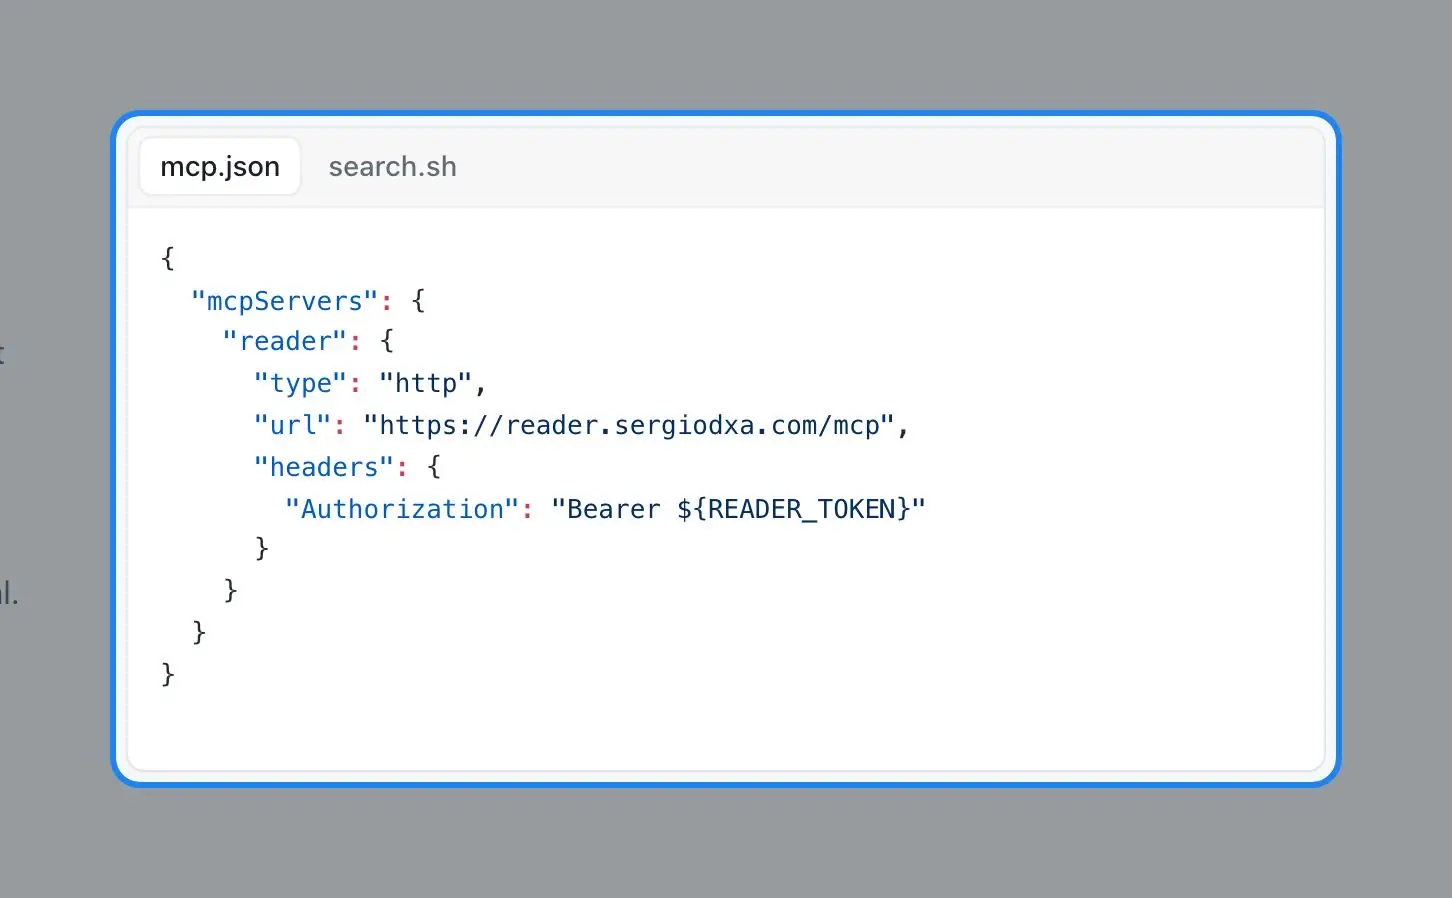 mcp.json search.sh
{
  "mcpServers": {
    "reader": {
      "type": "http",
      "url": "https://reader.sergiodxa.com/mcp",
      "headers": {
        "Authorization": "Bearer ${READER_TOKEN}"
      }
    }
  }
}